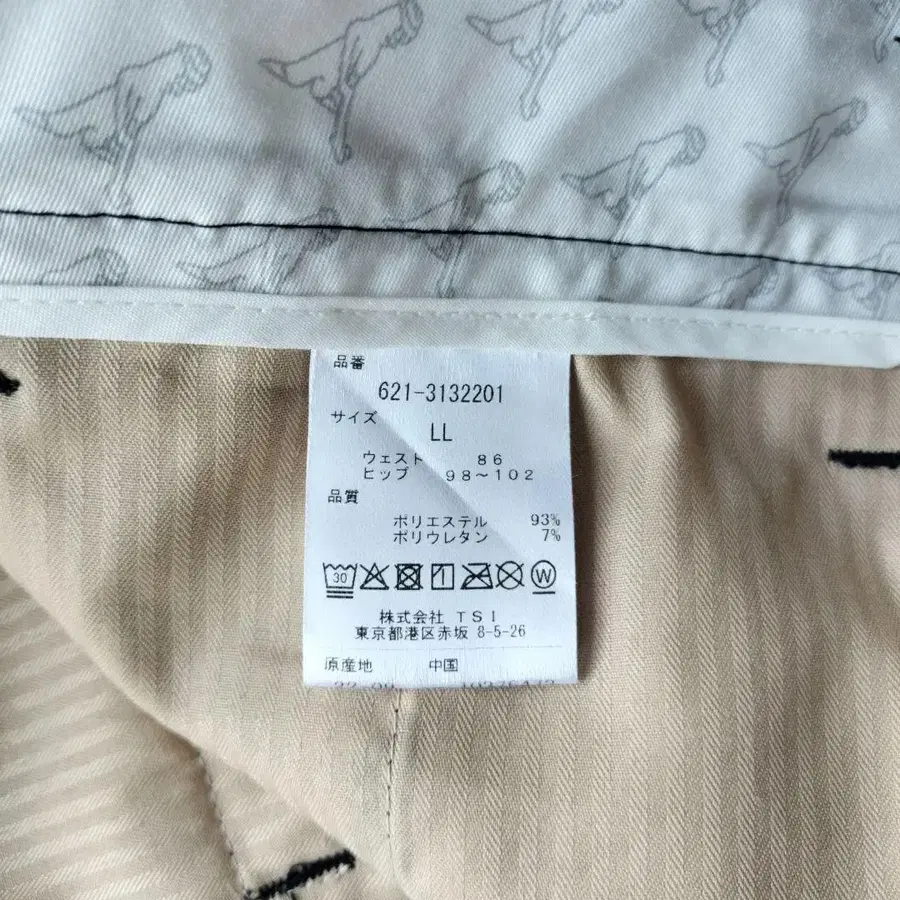 品番
621-3132201
サイズ
LL
ウェスト 86
ヒップ 98～102
品質
ポリエステル 93%
ポリウレタン 7%
30 W
株式会社 TSI
東京都港区赤坂 8-5-26
原産地 中国